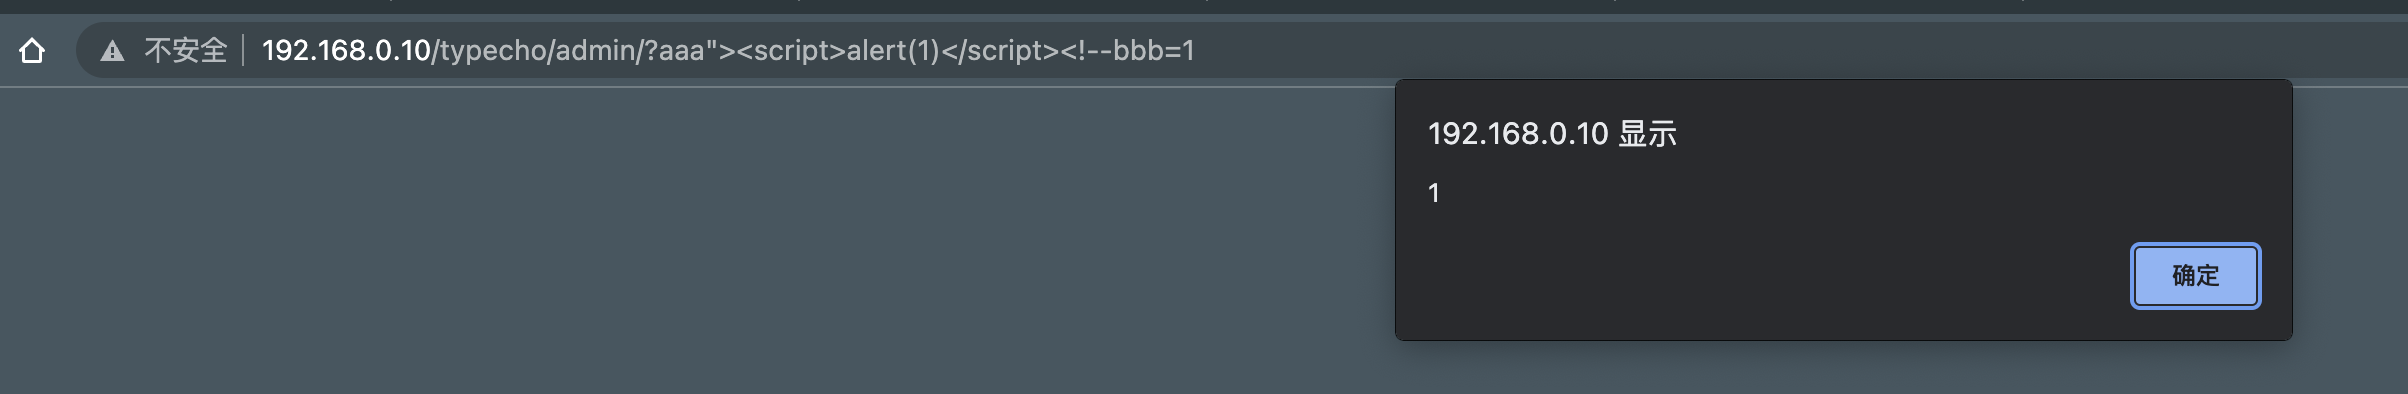 不安全 192.168.0.10/typecho/admin/?aaa"><script>alert(1)</script><!--bbb=1
192.168.0.10 显示
1
确定